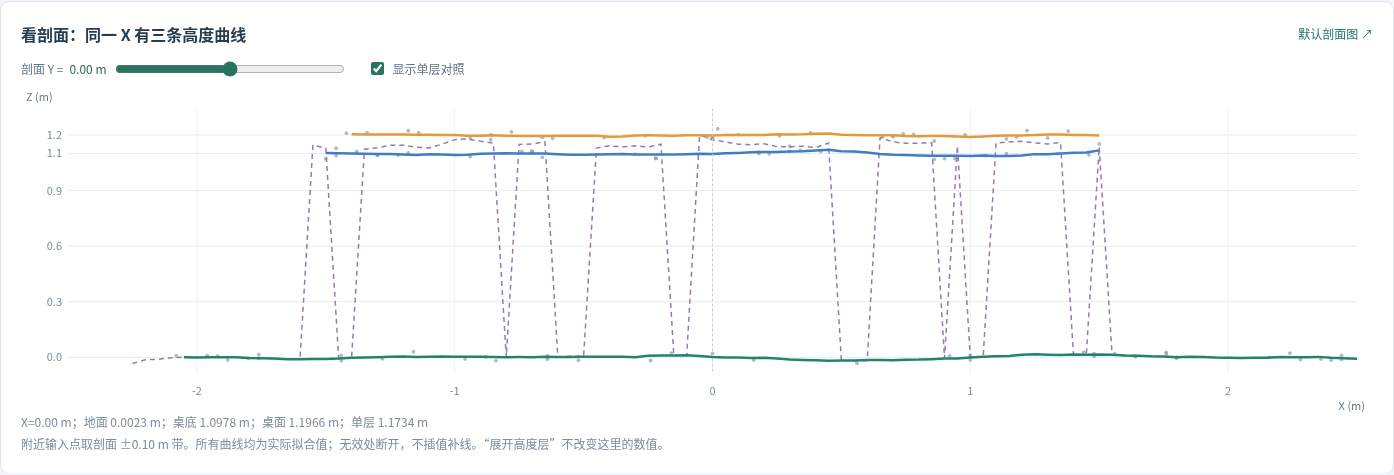 看剖面：同一 X 有三条高度曲线
默认剖面图 ↗
剖面 Y = 0.00 m
显示单层对照
Z (m)
1.2
1.1
0.9
0.6
0.3
0.0
-2 -1 0 1 2
X (m)
X=0.00 m；地面 0.0023 m；桌底 1.0978 m；桌面 1.1966 m；单层 1.1734 m
附近输入点取剖面 ±0.10 m 带。所有曲线均为实际拟合值；无效处断开，不插值补线。“展开高度层”不改变这里的数值。